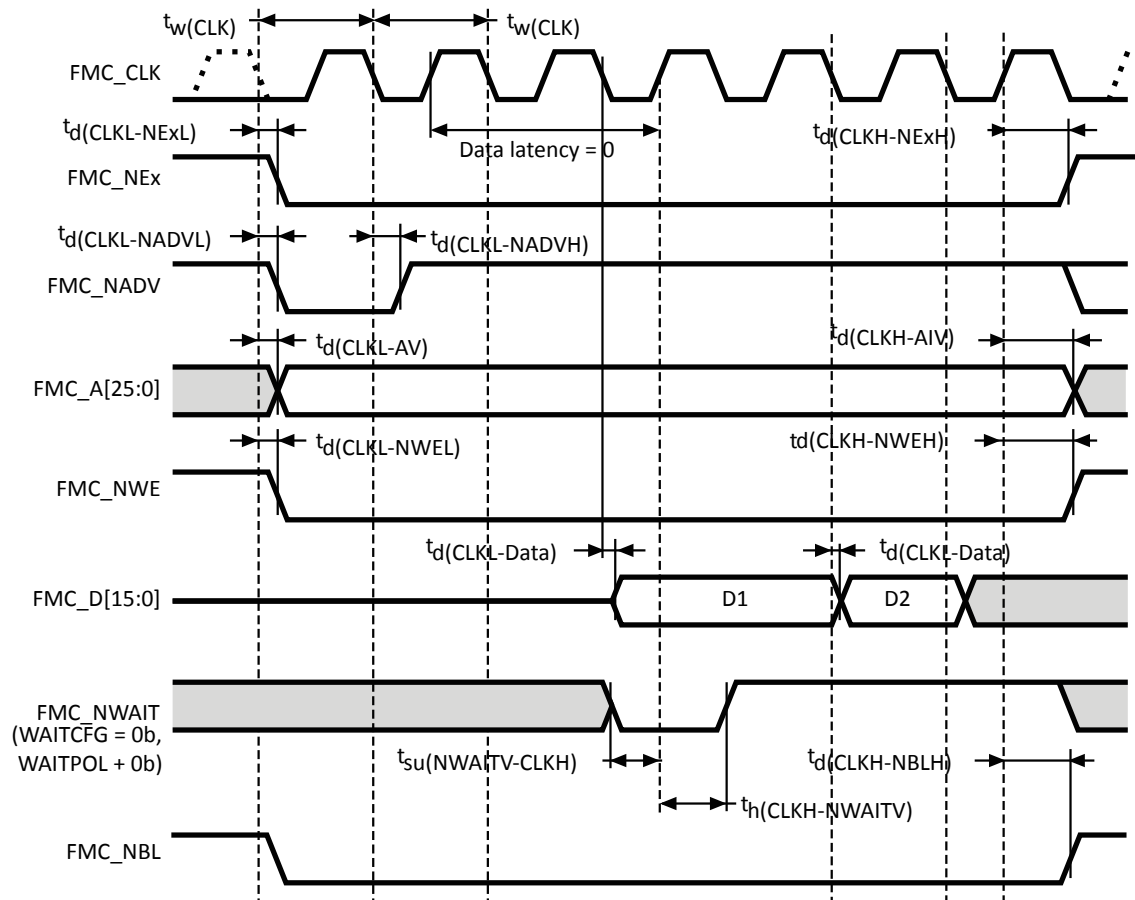 tw(CLK) tw(CLK)
FMC_CLK
td(CLKL-NExL) td(CLKH-NExH)
Data latency = 0
FMC_NEx
td(CLKL-NADVL) td(CLKL-NADVH)
FMC_NADV
td(CLKL-AV) td(CLKH-AIV)
FMC_A[25:0]
td(CLKL-NWEL) td(CLKH-NWEH)
FMC_NWE
td(CLKL-Data) td(CLKL-Data)
FMC_D[15:0] D1 D2
FMC_NWAIT
(WAITCFG = 0b,
WAITPOL + 0b)
tsu(NWAITV-CLKH) td(CLKH-NBLH)
th(CLKH-NWAITV)
FMC_NBL